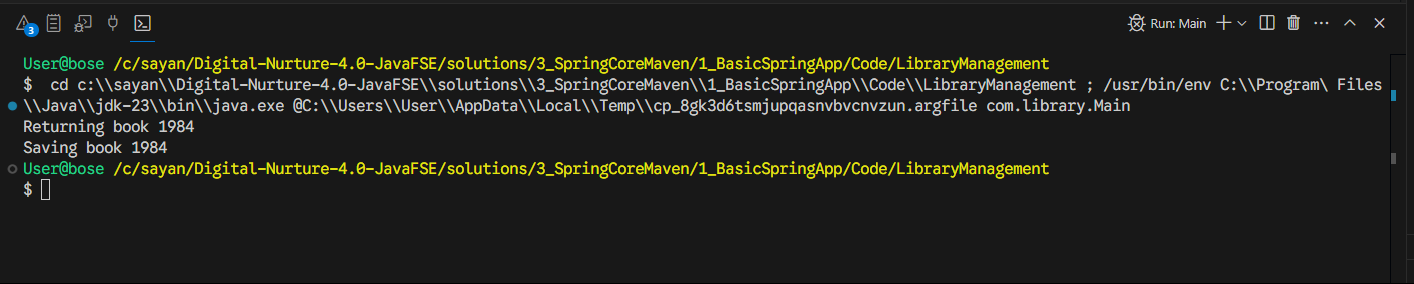 3
Run: Main
User@bose /c/sayan/Digital-Nurture-4.0-JavaFSE/solutions/3_SpringCoreMaven/1_BasicSpringApp/Code/LibraryManagement
$  cd c:\\sayan\\Digital-Nurture-4.0-JavaFSE\\solutions\\3_SpringCoreMaven\\1_BasicSpringApp\\Code\\LibraryManagement ; /usr/bin/env C:\\Program\ Files
\\Java\\jdk-23\\bin\\java.exe @C:\\Users\\User\\AppData\\Local\\Temp\\cp_8gk3d6tsmjupqasnvbvcnvzun.argfile com.library.Main
Returning book 1984
Saving book 1984
User@bose /c/sayan/Digital-Nurture-4.0-JavaFSE/solutions/3_SpringCoreMaven/1_BasicSpringApp/Code/LibraryManagement
$